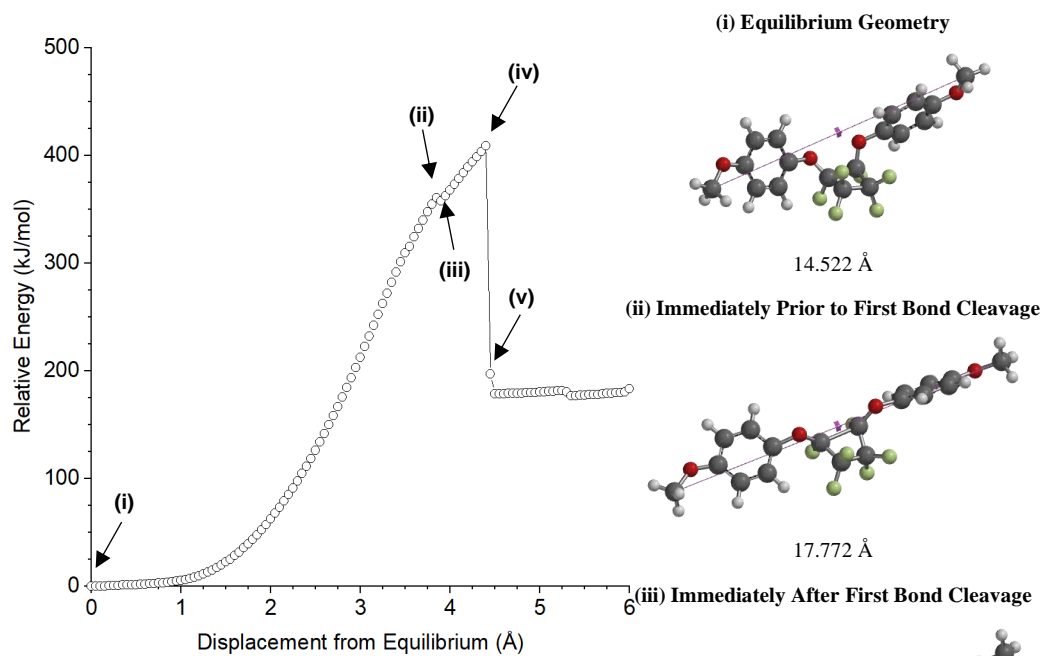 (i) Equilibrium Geometry
14.522 Å
(ii) Immediately Prior to First Bond Cleavage
17.772 Å
(iii) Immediately After First Bond Cleavage
Relative Energy (kJ/mol)
500
400
300
200
100
0
(i)
(ii)
(iii)
(iv)
(v)
0 1 2 3 4 5 6
Displacement from Equilibrium (Å)